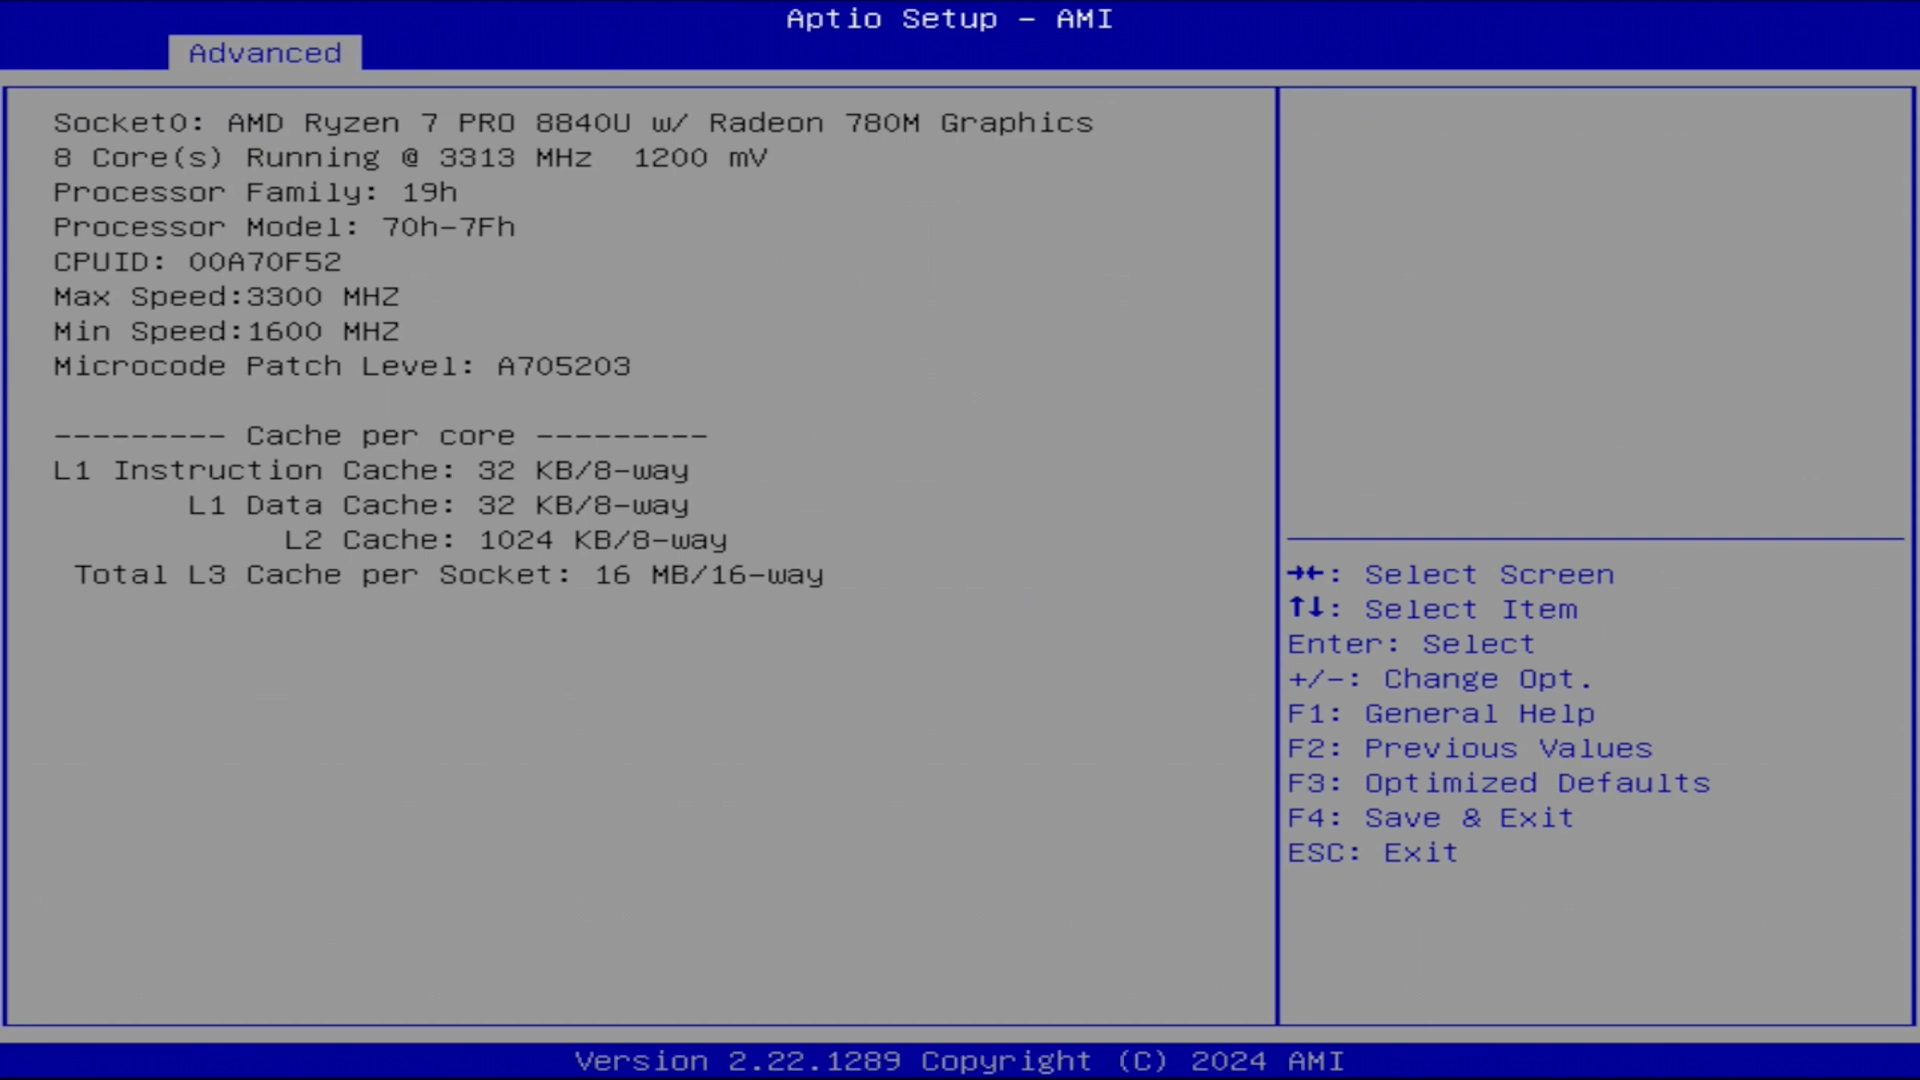 Aptio Setup – AMI
Advanced
Socket0: AMD Ryzen 7 PRO 8840U w/ Radeon 780M Graphics
8 Core(s) Running @ 3313 MHz  1200 mV
Processor Family: 19h
Processor Model: 70h-7Fh
CPUID: 00A70F52
Max Speed:3300 MHZ
Min Speed:1600 MHZ
Microcode Patch Level: A705203
--------- Cache per core ---------
L1 Instruction Cache: 32 KB/8-way
L1 Data Cache: 32 KB/8-way
L2 Cache: 1024 KB/8-way
Total L3 Cache per Socket: 16 MB/16-way
→←: Select Screen
↑↓: Select Item
Enter: Select
+/-: Change Opt.
F1: General Help
F2: Previous Values
F3: Optimized Defaults
F4: Save & Exit
ESC: Exit
Version 2.22.1289 Copyright (C) 2024 AMI